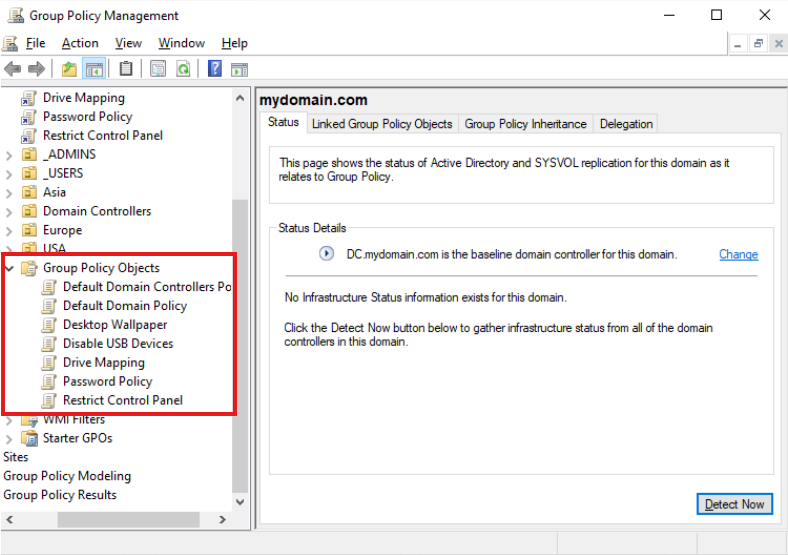 Group Policy Management
File Action View Window Help
Drive Mapping
Password Policy
Restrict Control Panel
_ADMINS
_USERS
Asia
Domain Controllers
Europe
USA
Group Policy Objects
Default Domain Controllers Po
Default Domain Policy
Desktop Wallpaper
Disable USB Devices
Drive Mapping
Password Policy
Restrict Control Panel
WMI Filters
Starter GPOs
Sites
Group Policy Modeling
Group Policy Results
mydomain.com
Status Linked Group Policy Objects Group Policy Inheritance Delegation
This page shows the status of Active Directory and SYSVOL replication for this domain as it
relates to Group Policy.
Status Details
DC.mydomain.com is the baseline domain controller for this domain. Change
No Infrastructure Status information exists for this domain.
Click the Detect Now button below to gather infrastructure status from all of the domain
controllers in this domain.
Detect Now